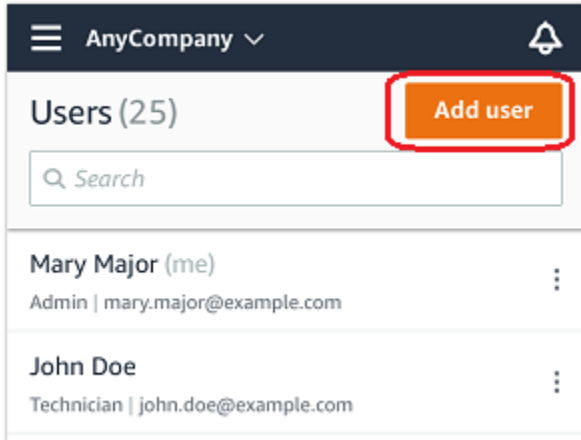 AnyCompany
Users (25)
Add user
Search
Mary Major (me)
Admin | mary.major@example.com
John Doe
Technician | john.doe@example.com